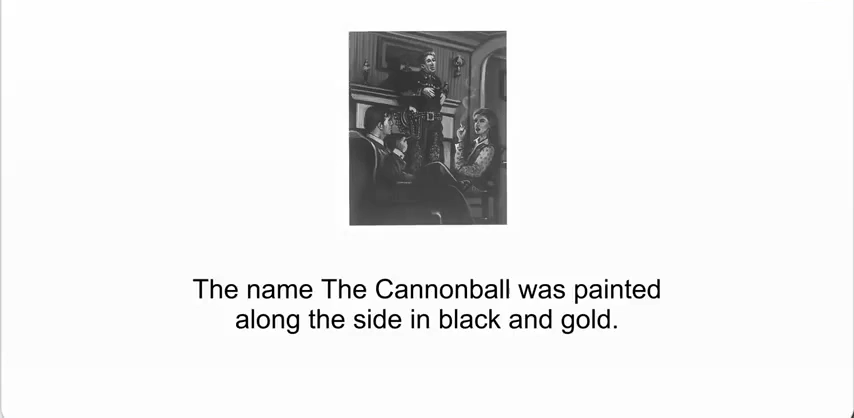 The name The Cannonball was painted
along the side in black and gold.